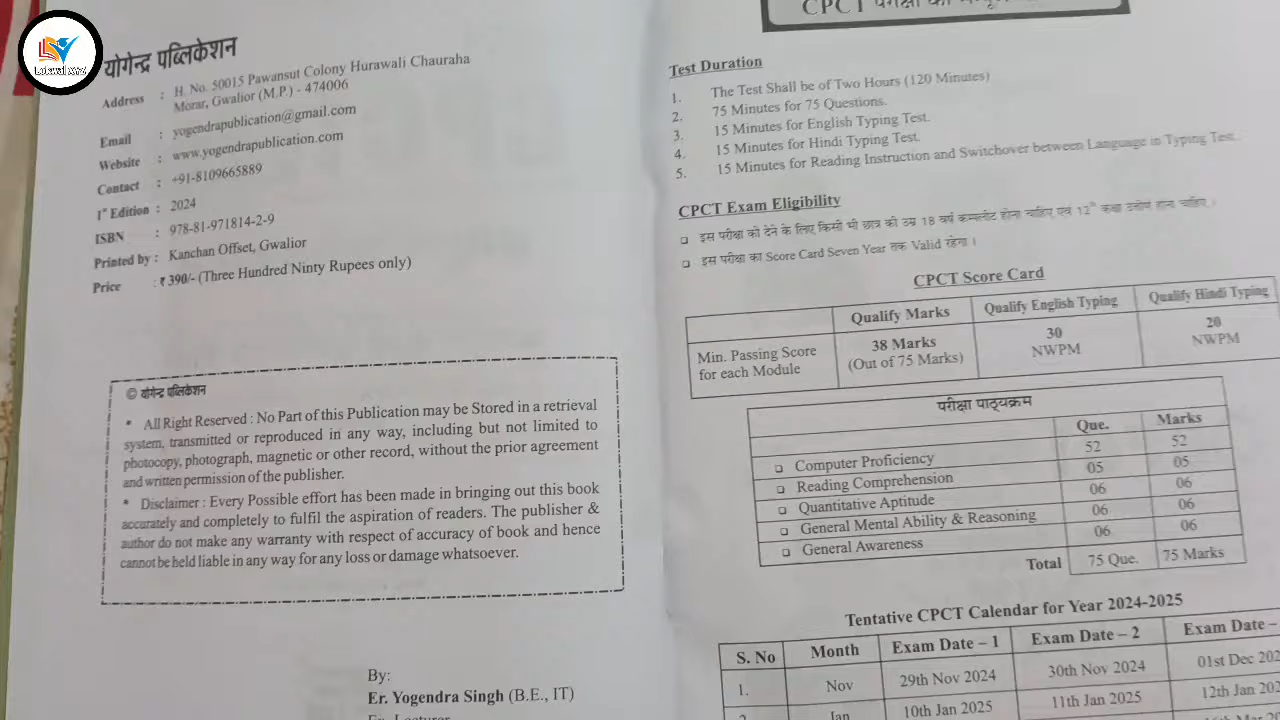 Lokwal Xyz
योगेन्द्र पब्लिकेशन
Address : H. No. 50015 Pawansut Colony Hurawali Chauraha
Morar, Gwalior (M.P.) - 474006
Email : yogendrapublication@gmail.com
Website : www.yogendrapublication.com
Contact : +91-8109665889
1st Edition : 2024
ISBN : 978-81-971814-2-9
Printed by : Kanchan Offset, Gwalior
Price : ₹ 390/- (Three Hundred Ninty Rupees only)
© योगेन्द्र पब्लिकेशन
* All Right Reserved : No Part of this Publication may be Stored in a retrieval
system, transmitted or reproduced in any way, including but not limited to
photocopy, photograph, magnetic or other record, without the prior agreement
and written permission of the publisher.
* Disclaimer : Every Possible effort has been made in bringing out this book
accurately and completely to fulfil the aspiration of readers. The publisher &
author do not make any warranty with respect of accuracy of book and hence
cannot be held liable in any way for any loss or damage whatsoever.
By:
Er. Yogendra Singh (B.E., IT)
CPCT परीक्षा की
Test Duration
1. The Test Shall be of Two Hours (120 Minutes)
2. 75 Minutes for 75 Questions.
3. 15 Minutes for English Typing Test.
4. 15 Minutes for Hindi Typing Test.
5. 15 Minutes for Reading Instruction and Switchover between Language in Typing Test.
CPCT Exam Eligibility
❑ इस परीक्षा को देने के लिए किसी भी छात्र की उम्र 18 वर्ष कम्पलीट होना चाहिए एवं 12th कक्षा उत्तीर्ण होना चाहिए।
❑ इस परीक्षा का Score Card Seven Year तक Valid रहेगा।
CPCT Score Card
Qualify Marks Qualify English Typing Qualify Hindi Typing
Min. Passing Score 38 Marks 30 20
for each Module (Out of 75 Marks) NWPM NWPM
परीक्षा पाठ्यक्रम
Que. Marks
❑ Computer Proficiency 52 52
❑ Reading Comprehension 05 05
❑ Quantitative Aptitude 06 06
❑ General Mental Ability & Reasoning 06 06
❑ General Awareness 06 06
Total 75 Que. 75 Marks
Tentative CPCT Calendar for Year 2024-2025
S. No Month Exam Date – 1 Exam Date – 2 Exam Date –
1. Nov 29th Nov 2024 30th Nov 2024 01st Dec
Jan 10th Jan 2025 11th Jan 2025 12th Jan